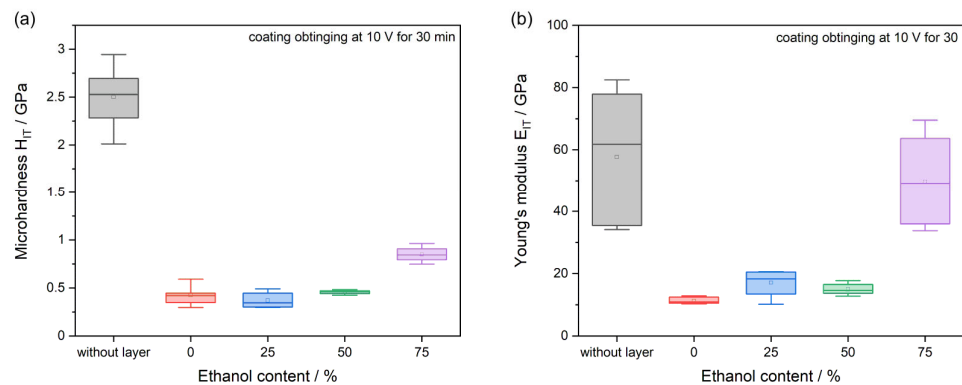 (a)
coating obtinging at 10 V for 30 min
Microhardness H_IT / GPa
3
2.5
2
1.5
1
0.5
0
without layer 0 25 50 75
Ethanol content / %
(b)
coating obtinging at 10 V for 30
Young's modulus E_IT / GPa
100
80
60
40
20
0
without layer 0 25 50 75
Ethanol content / %